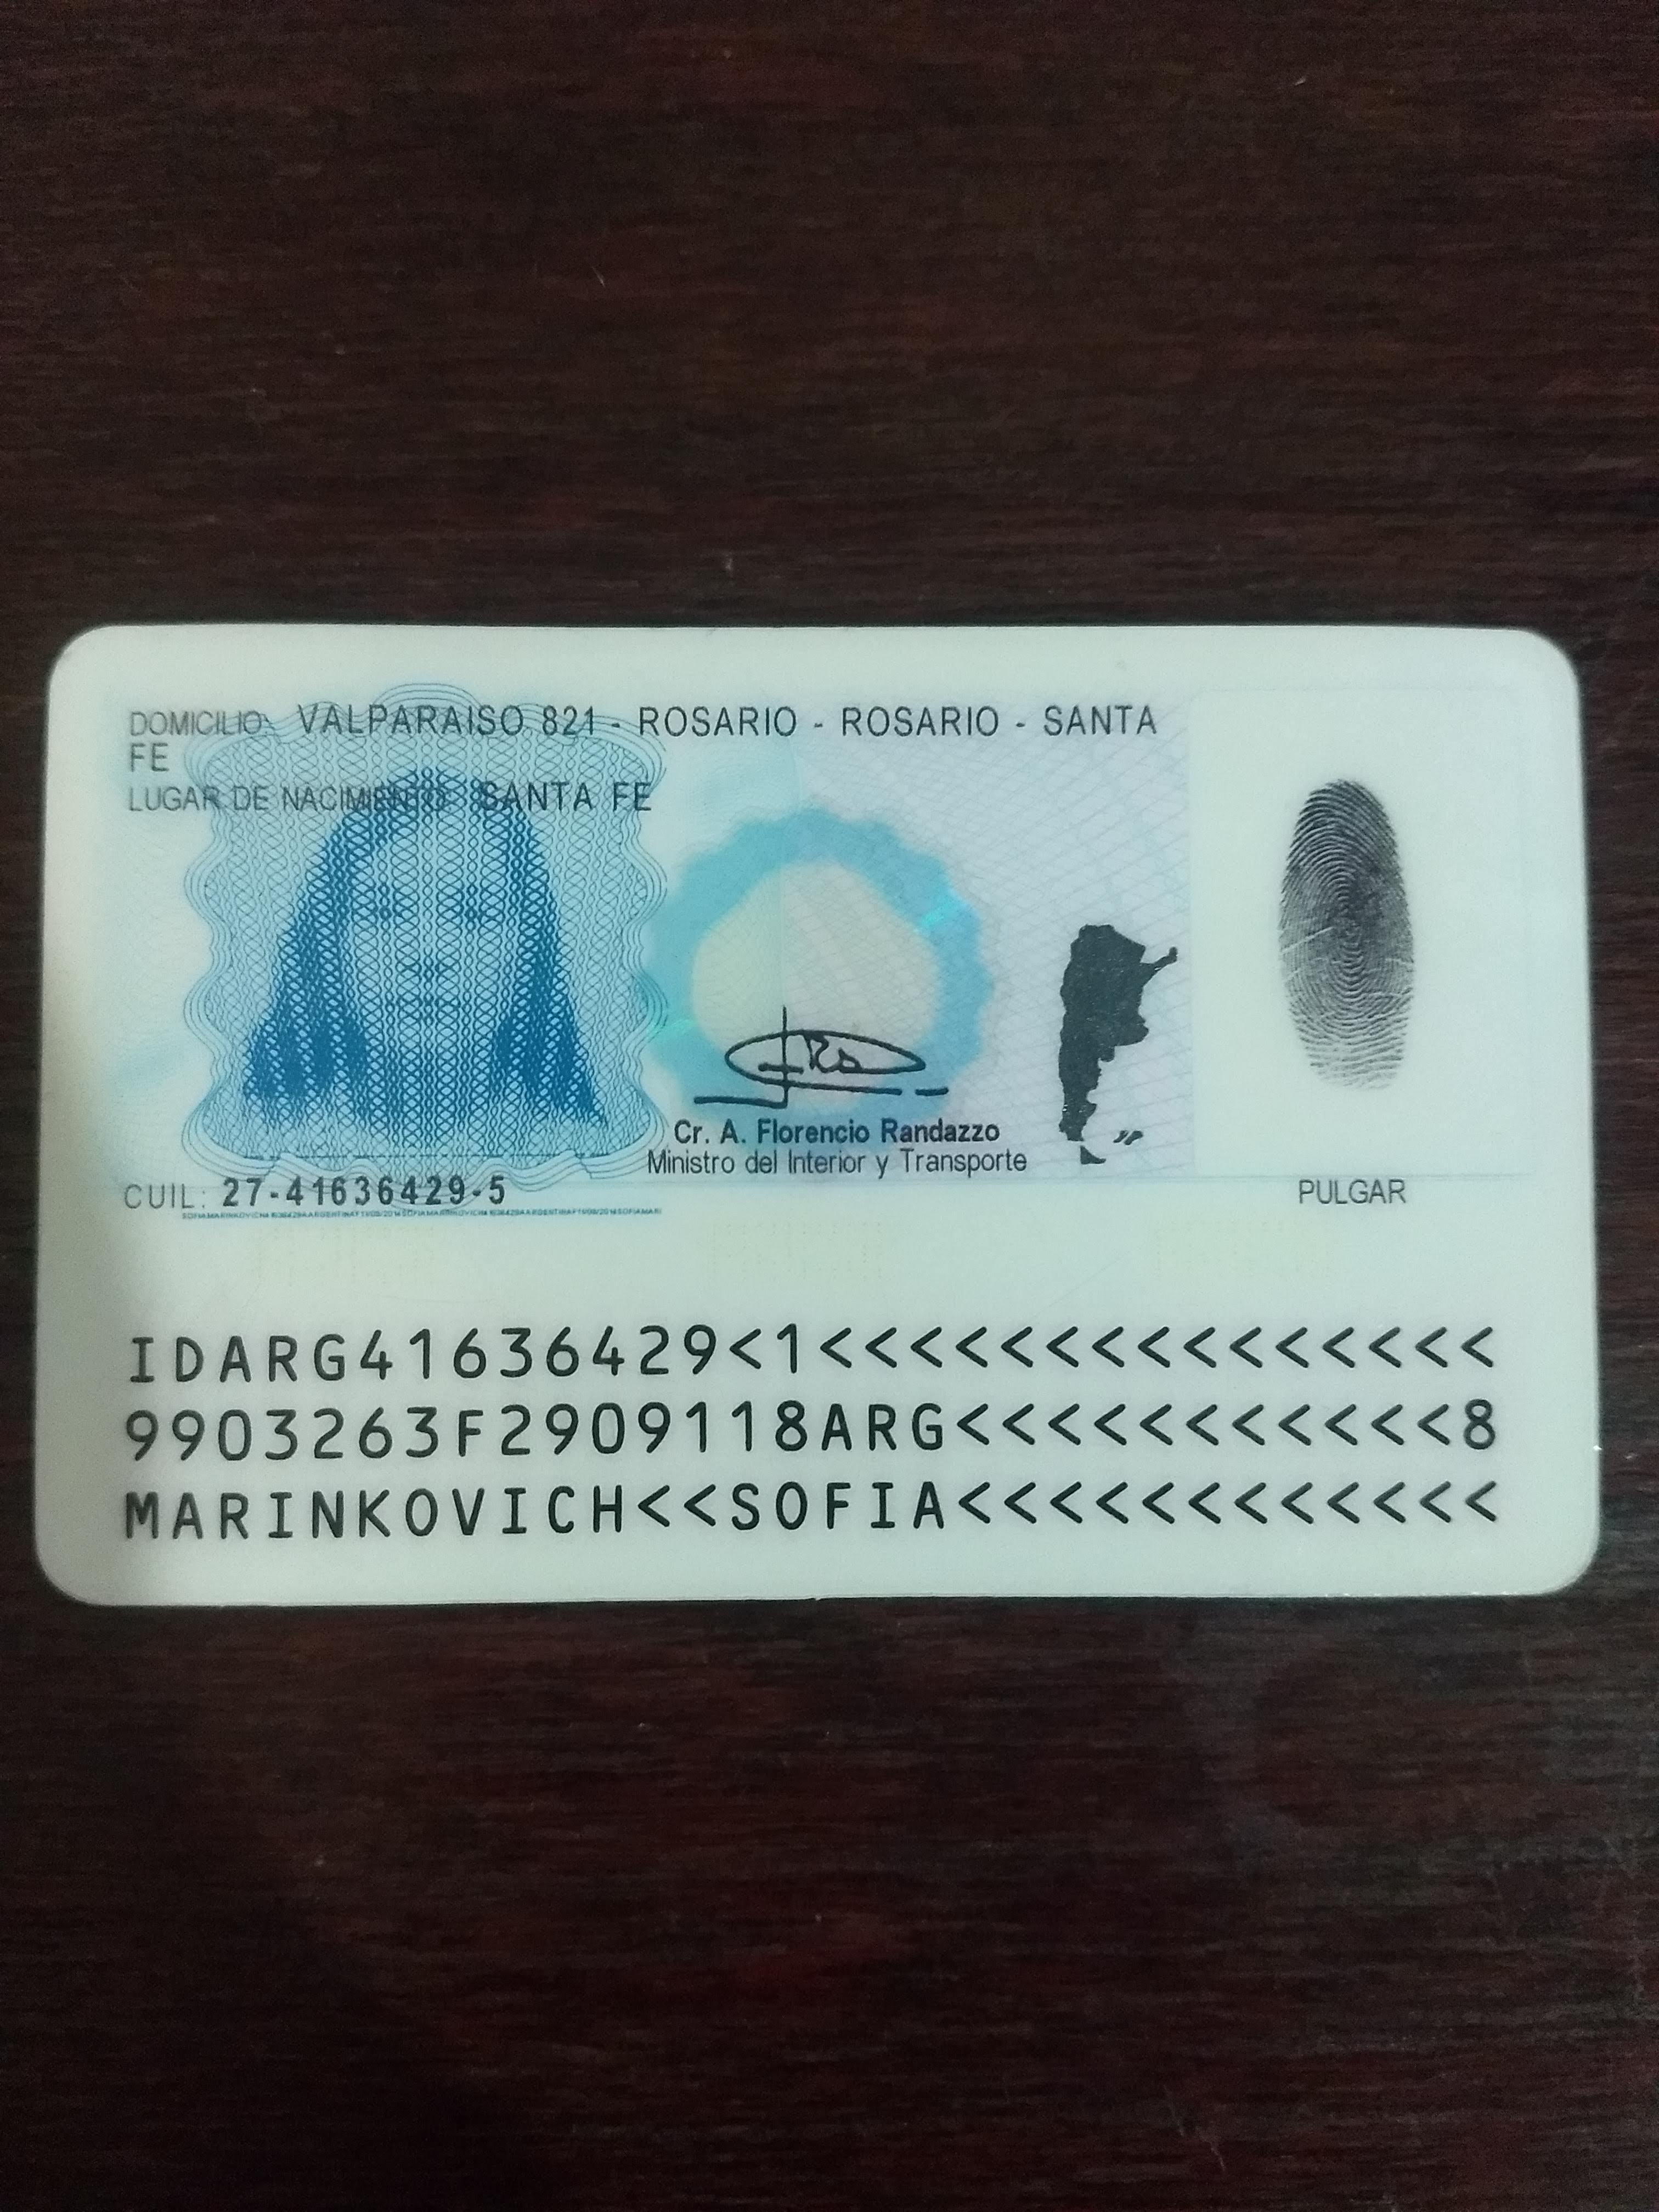 DOMICILIO: VALPARAISO 821 - ROSARIO - ROSARIO - SANTA
FE
LUGAR DE NACIMIENTO: SANTA FE
Cr. A. Florencio Randazzo
Ministro del Interior y Transporte
CUIL: 27-41636429-5
PULGAR
IDARG41636429<1<<<<<<<<<<<<<<<
9903263F2909118ARG<<<<<<<<<<<8
MARINKOVICH<<SOFIA<<<<<<<<<<<<